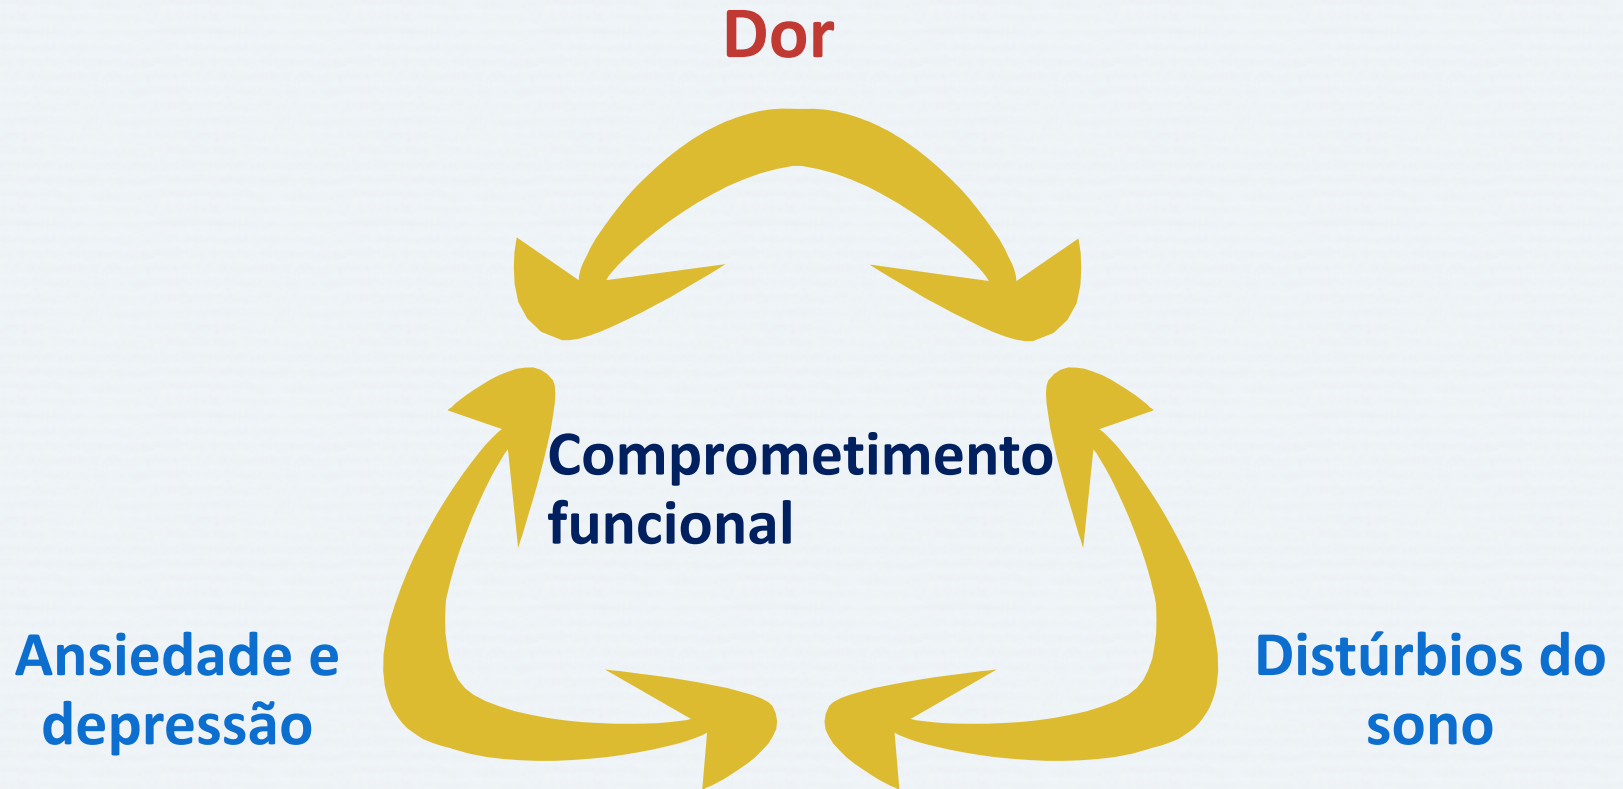 Dor
Comprometimento
funcional
Ansiedade e
depressão
Distúrbios do
sono